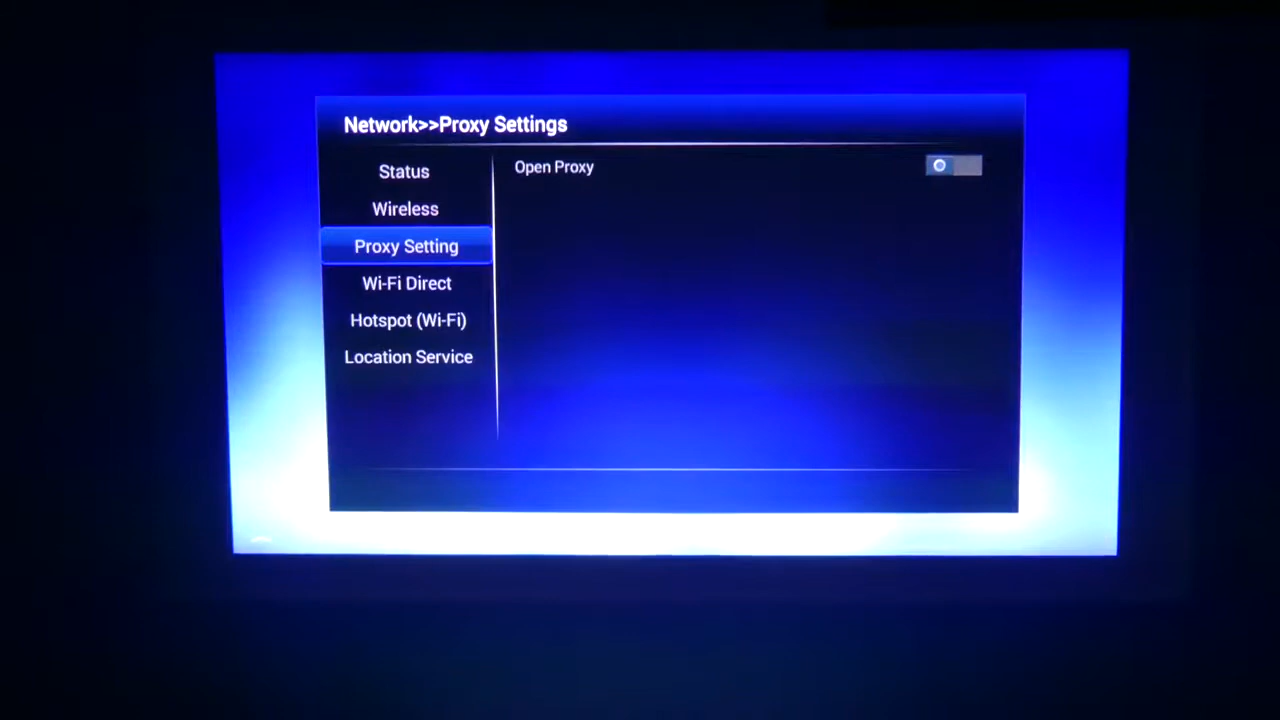 Network>>Proxy Settings
Status
Open Proxy
Wireless
Proxy Setting
Wi-Fi Direct
Hotspot (Wi-Fi)
Location Service